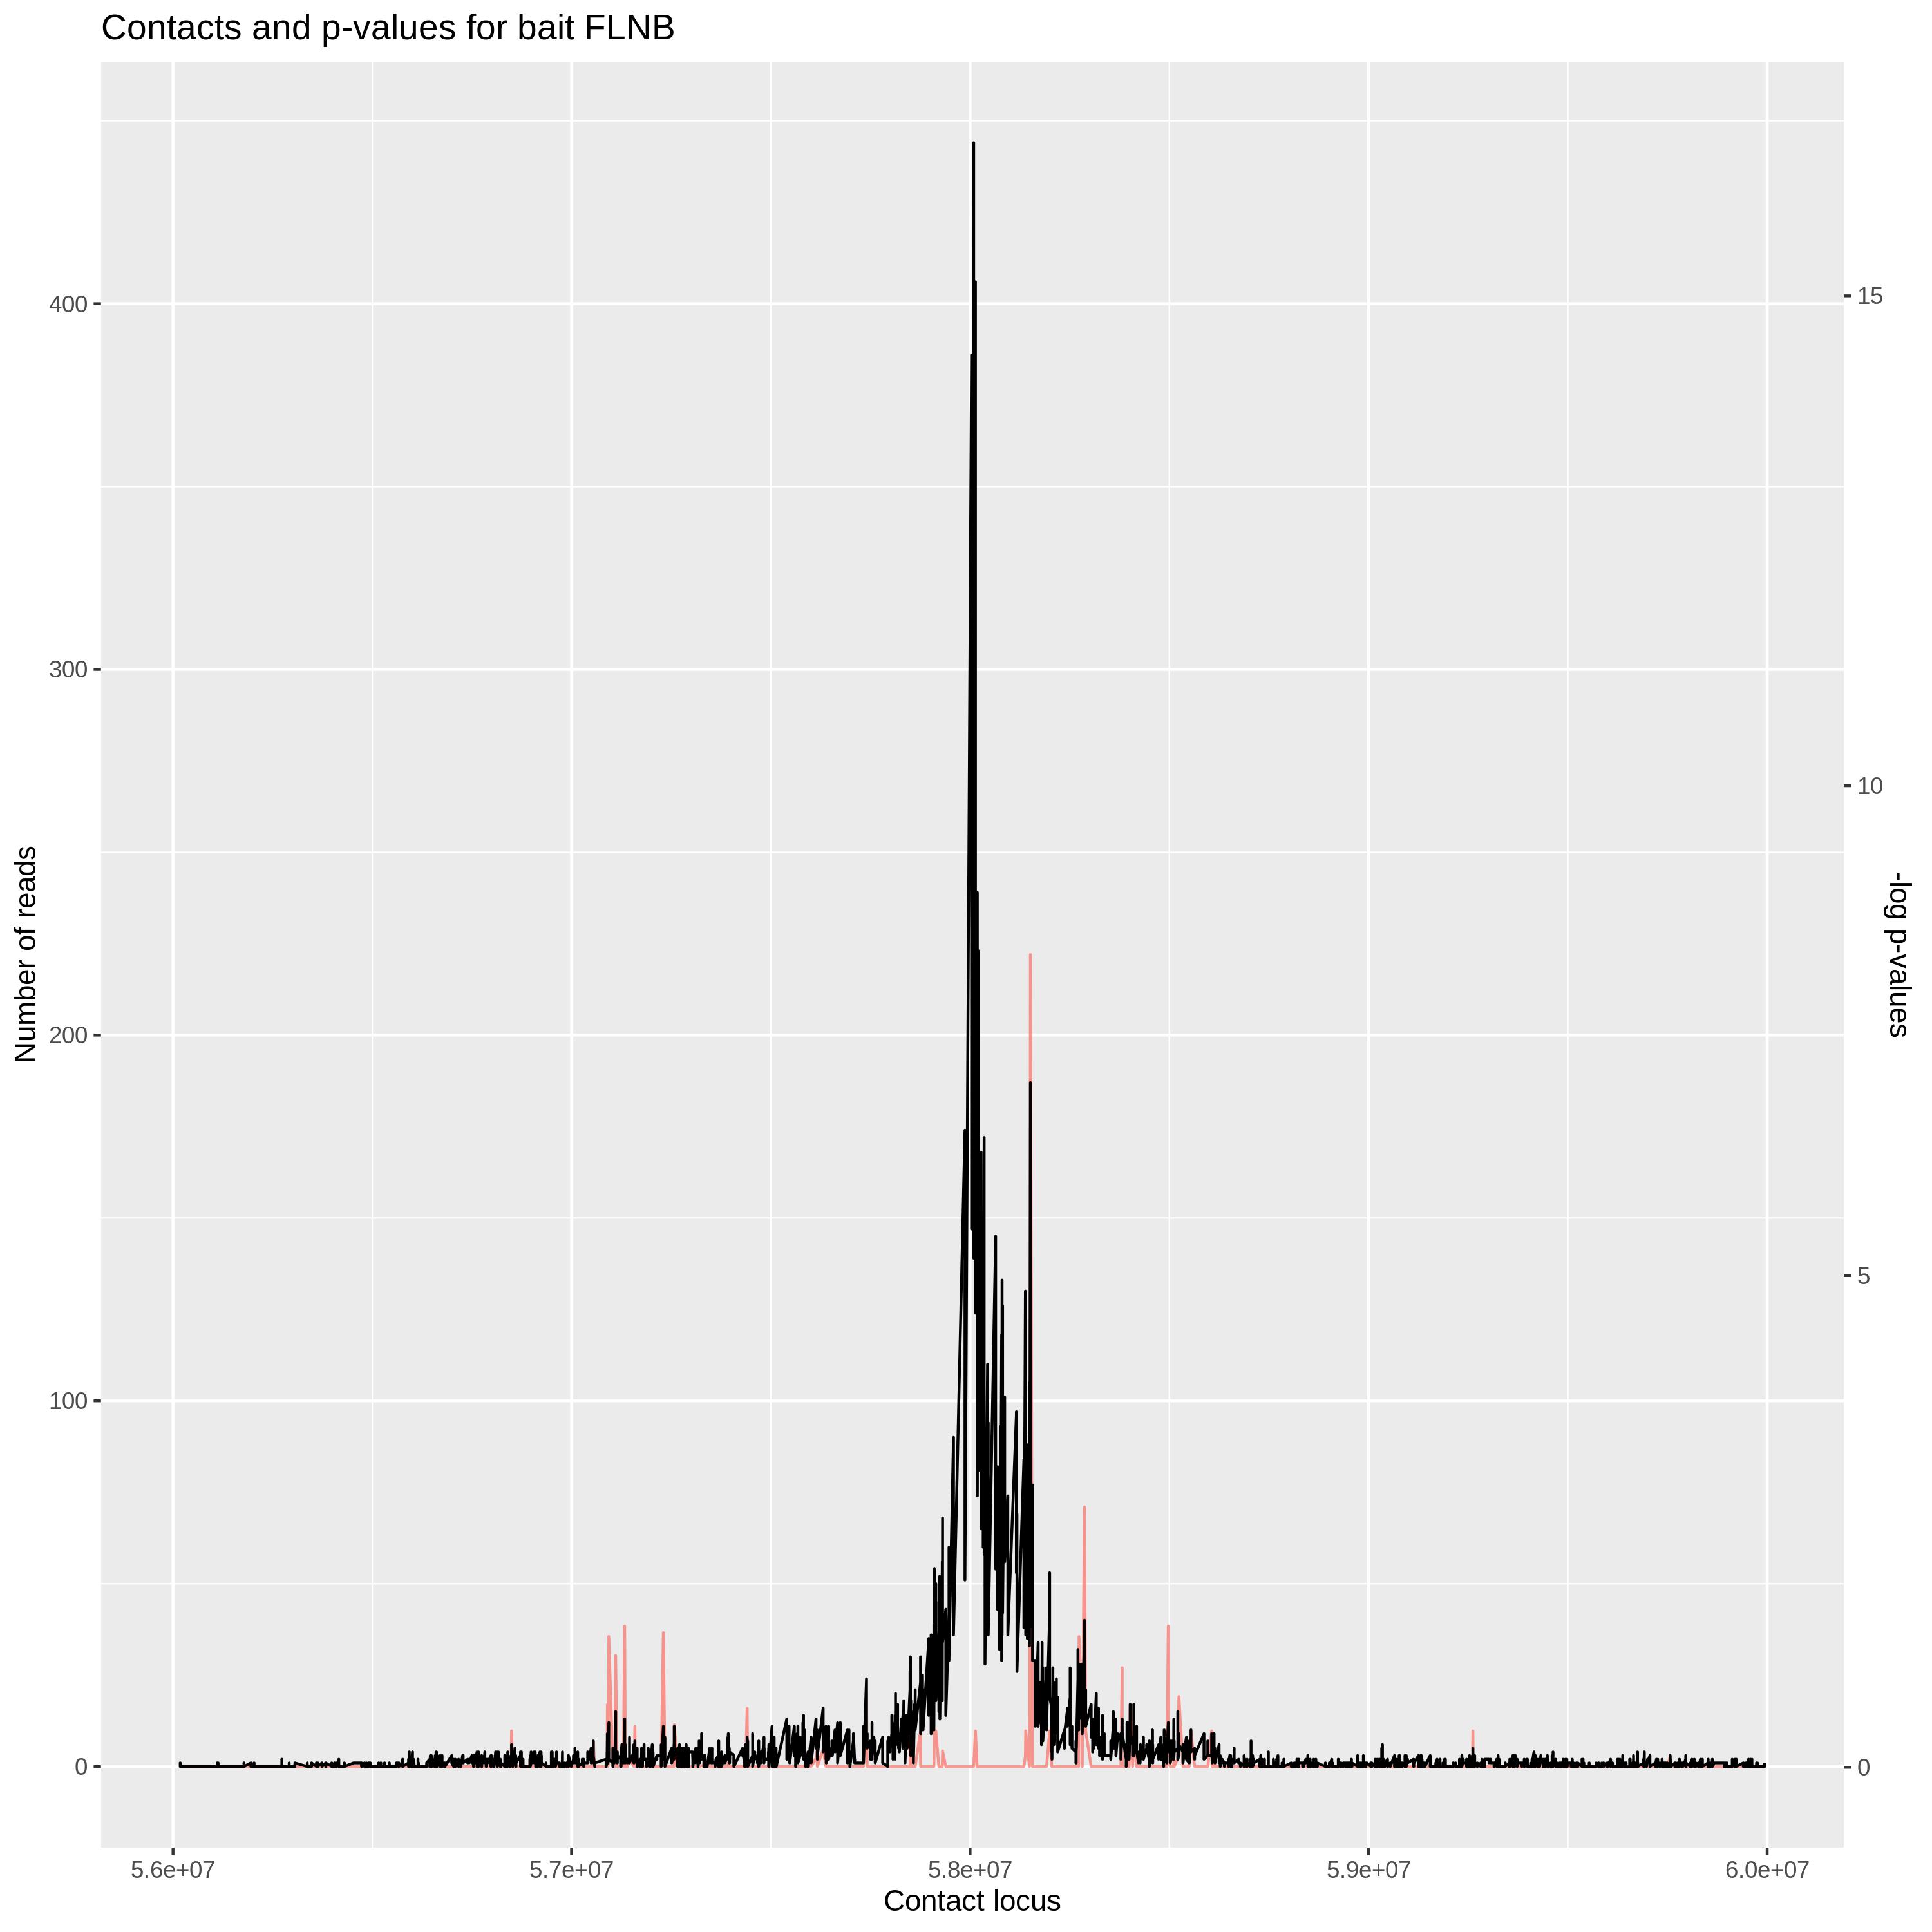 Contacts and p-values for bait FLNB
Number of reads
400
300
200
100
0
15
10
5
0
-log p-values
5.6e+07 5.7e+07 5.8e+07 5.9e+07 6.0e+07
Contact locus